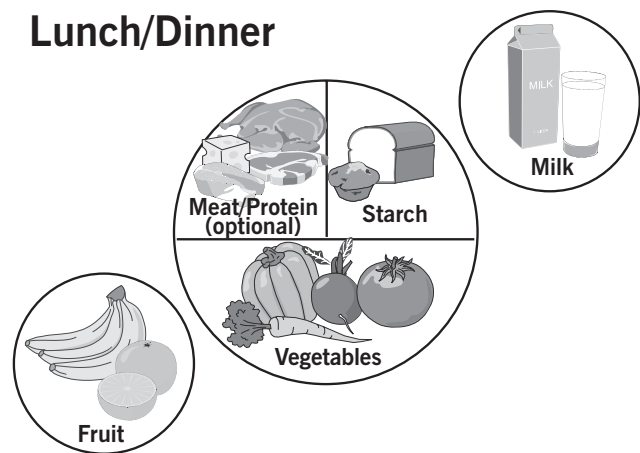 Lunch/Dinner
MILK
Milk
Meat/Protein
(optional)
Starch
Vegetables
Fruit